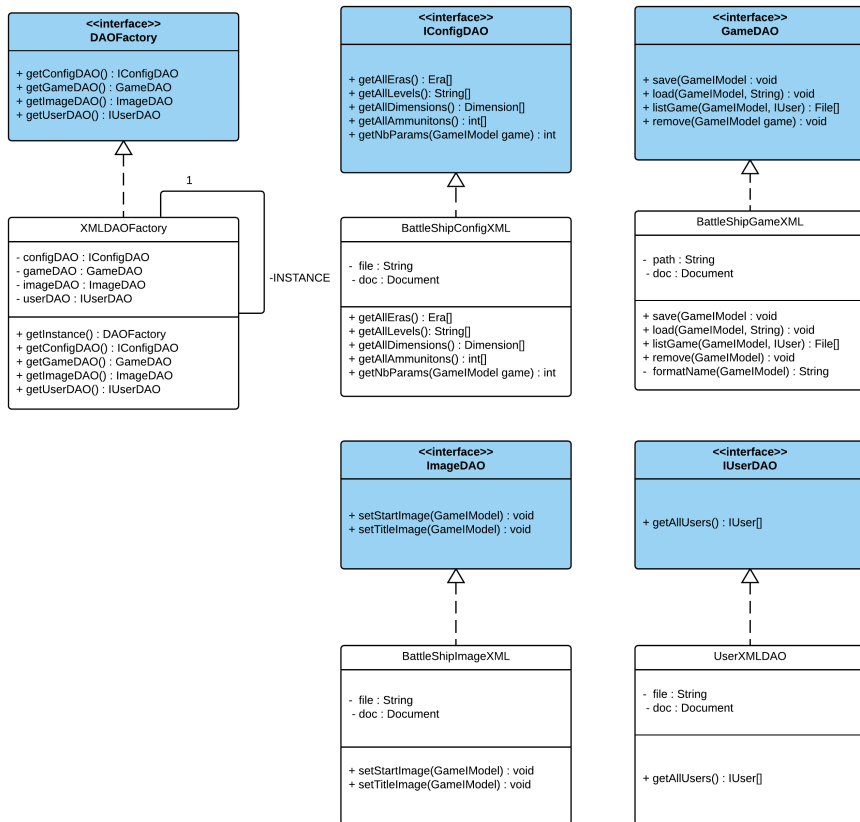 <<interface>>
DAOFactory
+ getConfigDAO() : IConfigDAO
+ getGameDAO() : GameDAO
+ getImageDAO() : ImageDAO
+ getUserDAO() : IUserDAO
<<interface>>
IConfigDAO
+ getAllEras() : Era[]
+ getAllLevels(): String[]
+ getAllDimensions() : Dimension[]
+ getAllAmmunitons() : int[]
+ getNbParams(GameIModel game) : int
<<interface>>
GameDAO
+ save(GameIModel : void
+ load(GameIModel, String) : void
+ listGame(GameIModel, IUser) : File[]
+ remove(GameIModel game) : void
1
-INSTANCE
XMLDAOFactory
- configDAO : IConfigDAO
- gameDAO : GameDAO
- imageDAO : ImageDAO
- userDAO : IUserDAO
+ getInstance() : DAOFactory
+ getConfigDAO() : IConfigDAO
+ getGameDAO() : GameDAO
+ getImageDAO() : ImageDAO
+ getUserDAO() : IUserDAO
BattleShipConfigXML
- file : String
- doc : Document
+ getAllEras() : Era[]
+ getAllLevels(): String[]
+ getAllDimensions() : Dimension[]
+ getAllAmmunitons() : int[]
+ getNbParams(GameIModel game) : int
BattleShipGameXML
- path : String
- doc : Document
+ save(GameIModel : void
+ load(GameIModel, String) : void
+ listGame(GameIModel, IUser) : File[]
+ remove(GameIModel) : void
- formatName(GameIModel) : String
<<interface>>
ImageDAO
+ setStartImage(GameIModel) : void
+ setTitleImage(GameIModel) : void
<<interface>>
IUserDAO
+ getAllUsers() : IUser[]
BattleShipImageXML
- file : String
- doc : Document
+ setStartImage(GameIModel) : void
+ setTitleImage(GameIModel) : void
UserXMLDAO
- file : String
- doc : Document
+ getAllUsers() : IUser[]